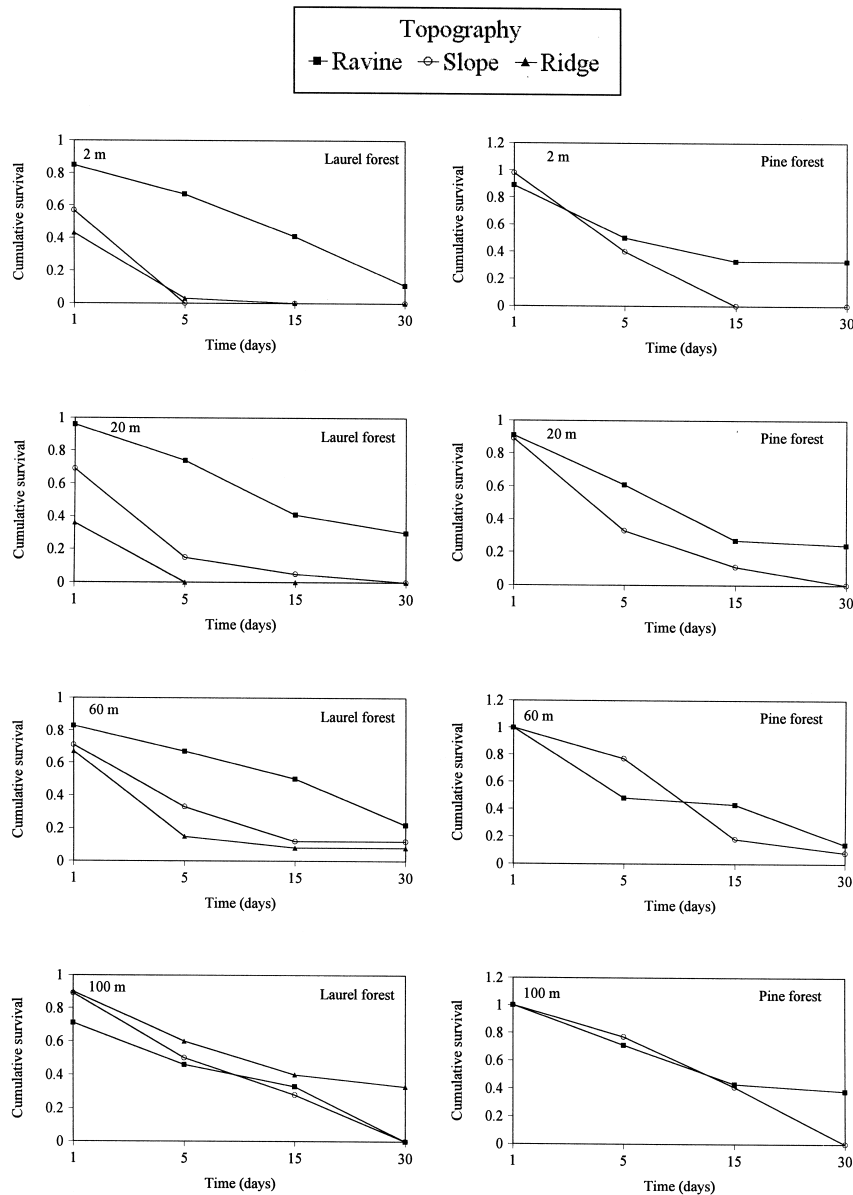 Topography
Ravine Slope Ridge
2 m Laurel forest
Cumulative survival
1
0.8
0.6
0.4
0.2
0
1 5 15 30
Time (days)
2 m Pine forest
Cumulative survival
1.2
1
0.8
0.6
0.4
0.2
0
1 5 15 30
Time (days)
20 m Laurel forest
Cumulative survival
1
0.8
0.6
0.4
0.2
0
1 5 15 30
Time (days)
20 m Pine forest
Cumulative survival
1
0.8
0.6
0.4
0.2
0
1 5 15 30
Time (days)
60 m Laurel forest
Cumulative survival
1
0.8
0.6
0.4
0.2
0
1 5 15 30
Time (days)
60 m Pine forest
Cumulative survival
1.2
1
0.8
0.6
0.4
0.2
0
1 5 15 30
Time (days)
100 m Laurel forest
Cumulative survival
1
0.8
0.6
0.4
0.2
0
1 5 15 30
Time (days)
100 m Pine forest
Cumulative survival
1.2
1
0.8
0.6
0.4
0.2
0
1 5 15 30
Time (days)